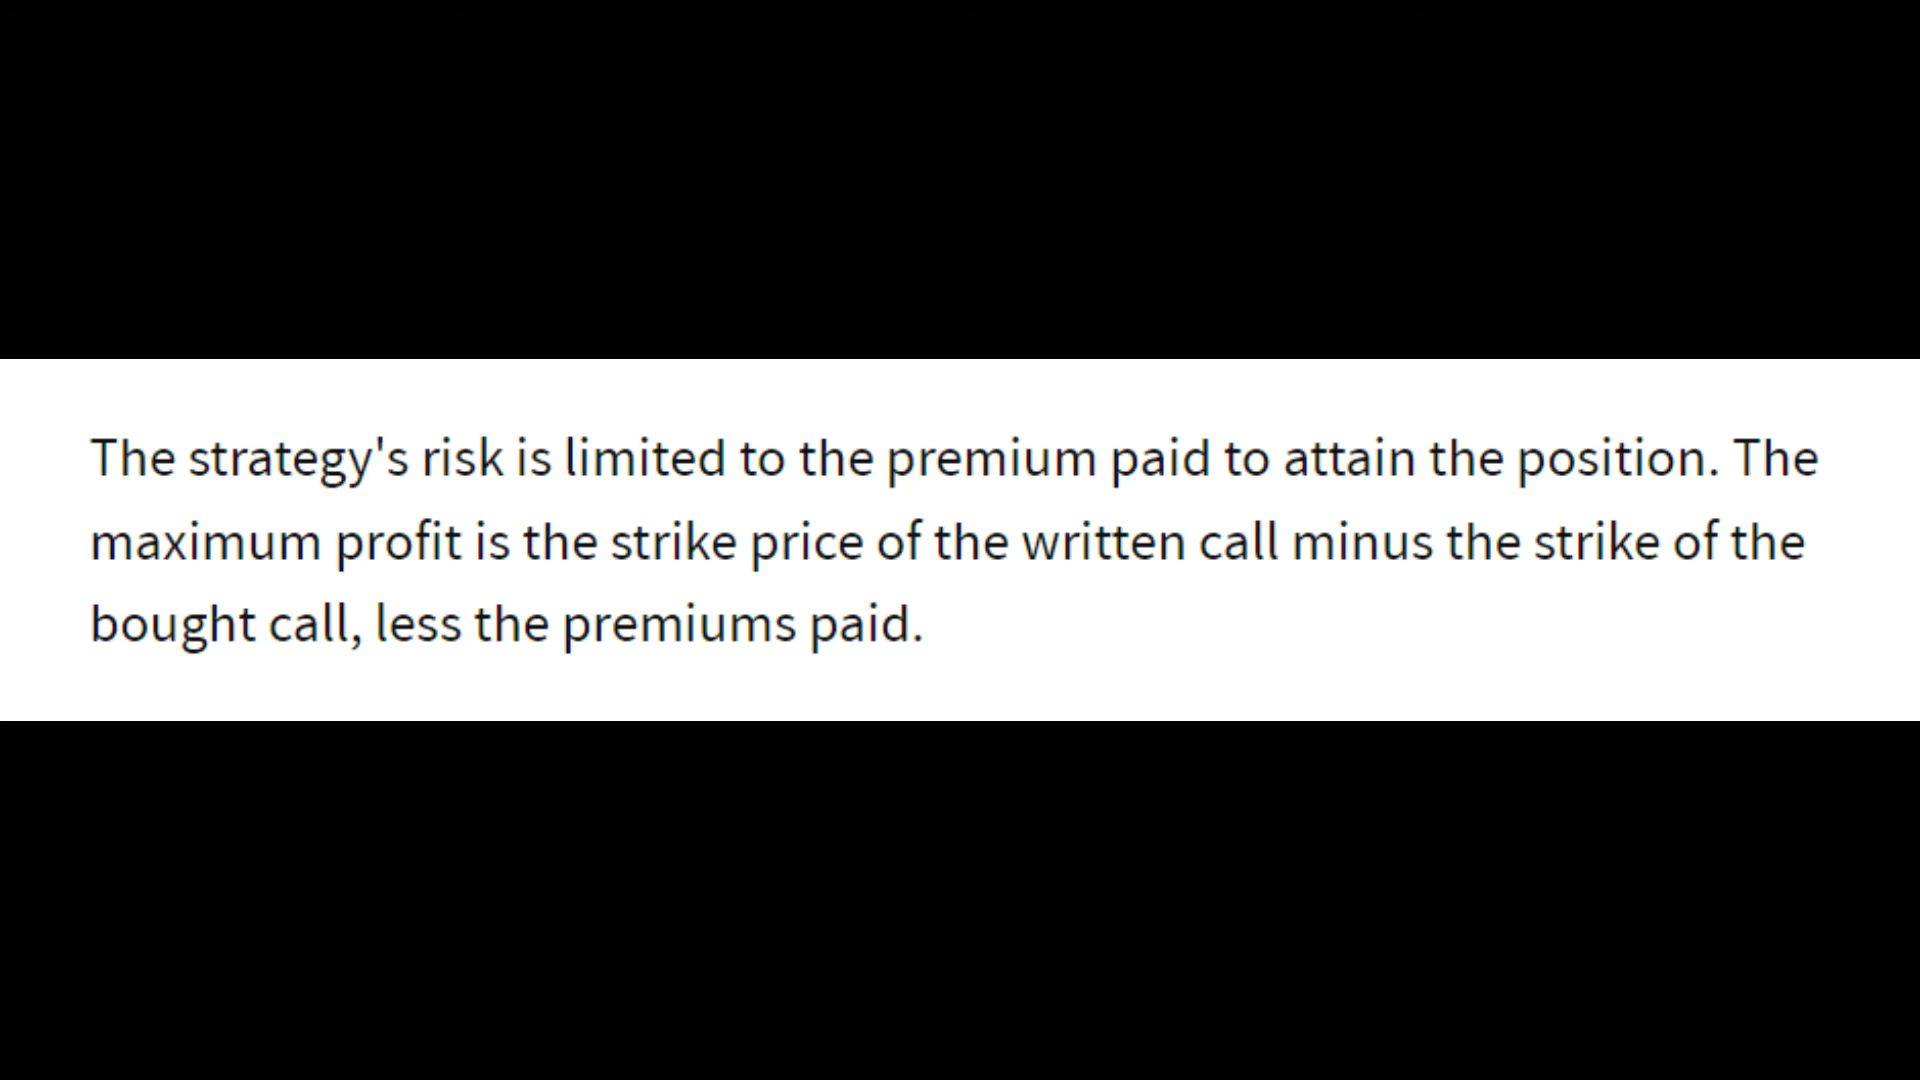 The strategy's risk is limited to the premium paid to attain the position. The
maximum profit is the strike price of the written call minus the strike of the
bought call, less the premiums paid.